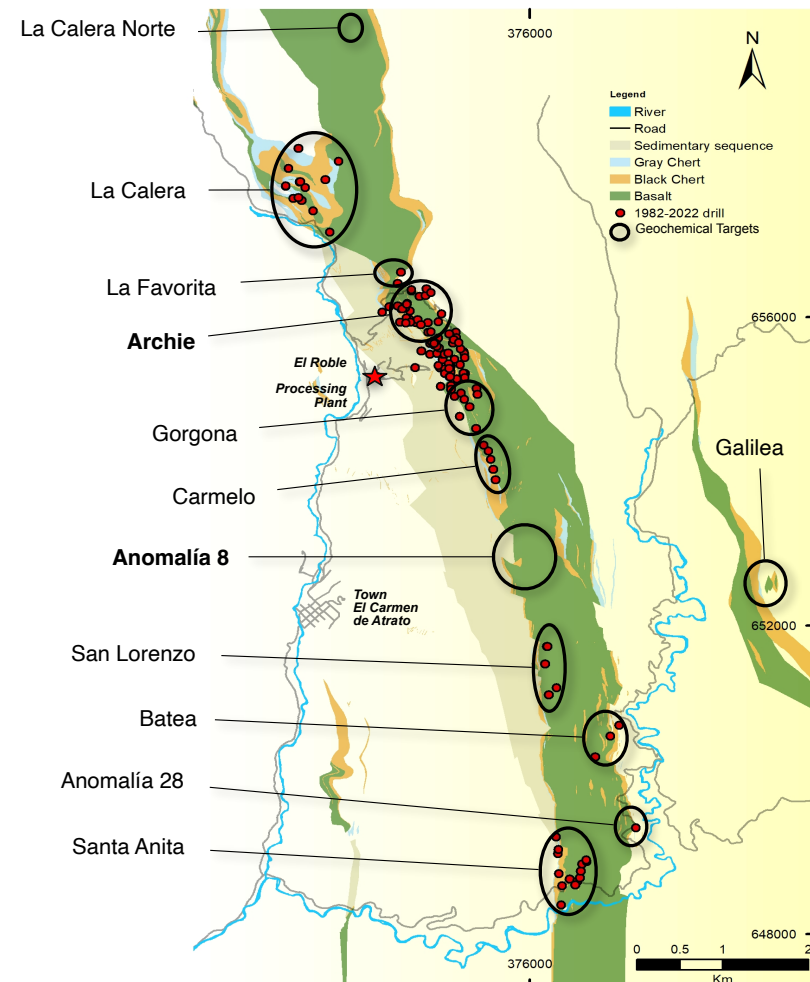 La Calera Norte
376000
N
Legend
River
Road
Sedimentary sequence
Gray Chert
Black Chert
Basalt
1982-2022 drill
Geochemical Targets
La Calera
La Favorita
656000
Archie
El Roble
Processing
Plant
Gorgona
Galilea
Carmelo
Anomalía 8
Town
El Carmen
de Atrato
652000
San Lorenzo
Batea
Anomalía 28
Santa Anita
648000
0 0.5 1 2
376000
Km